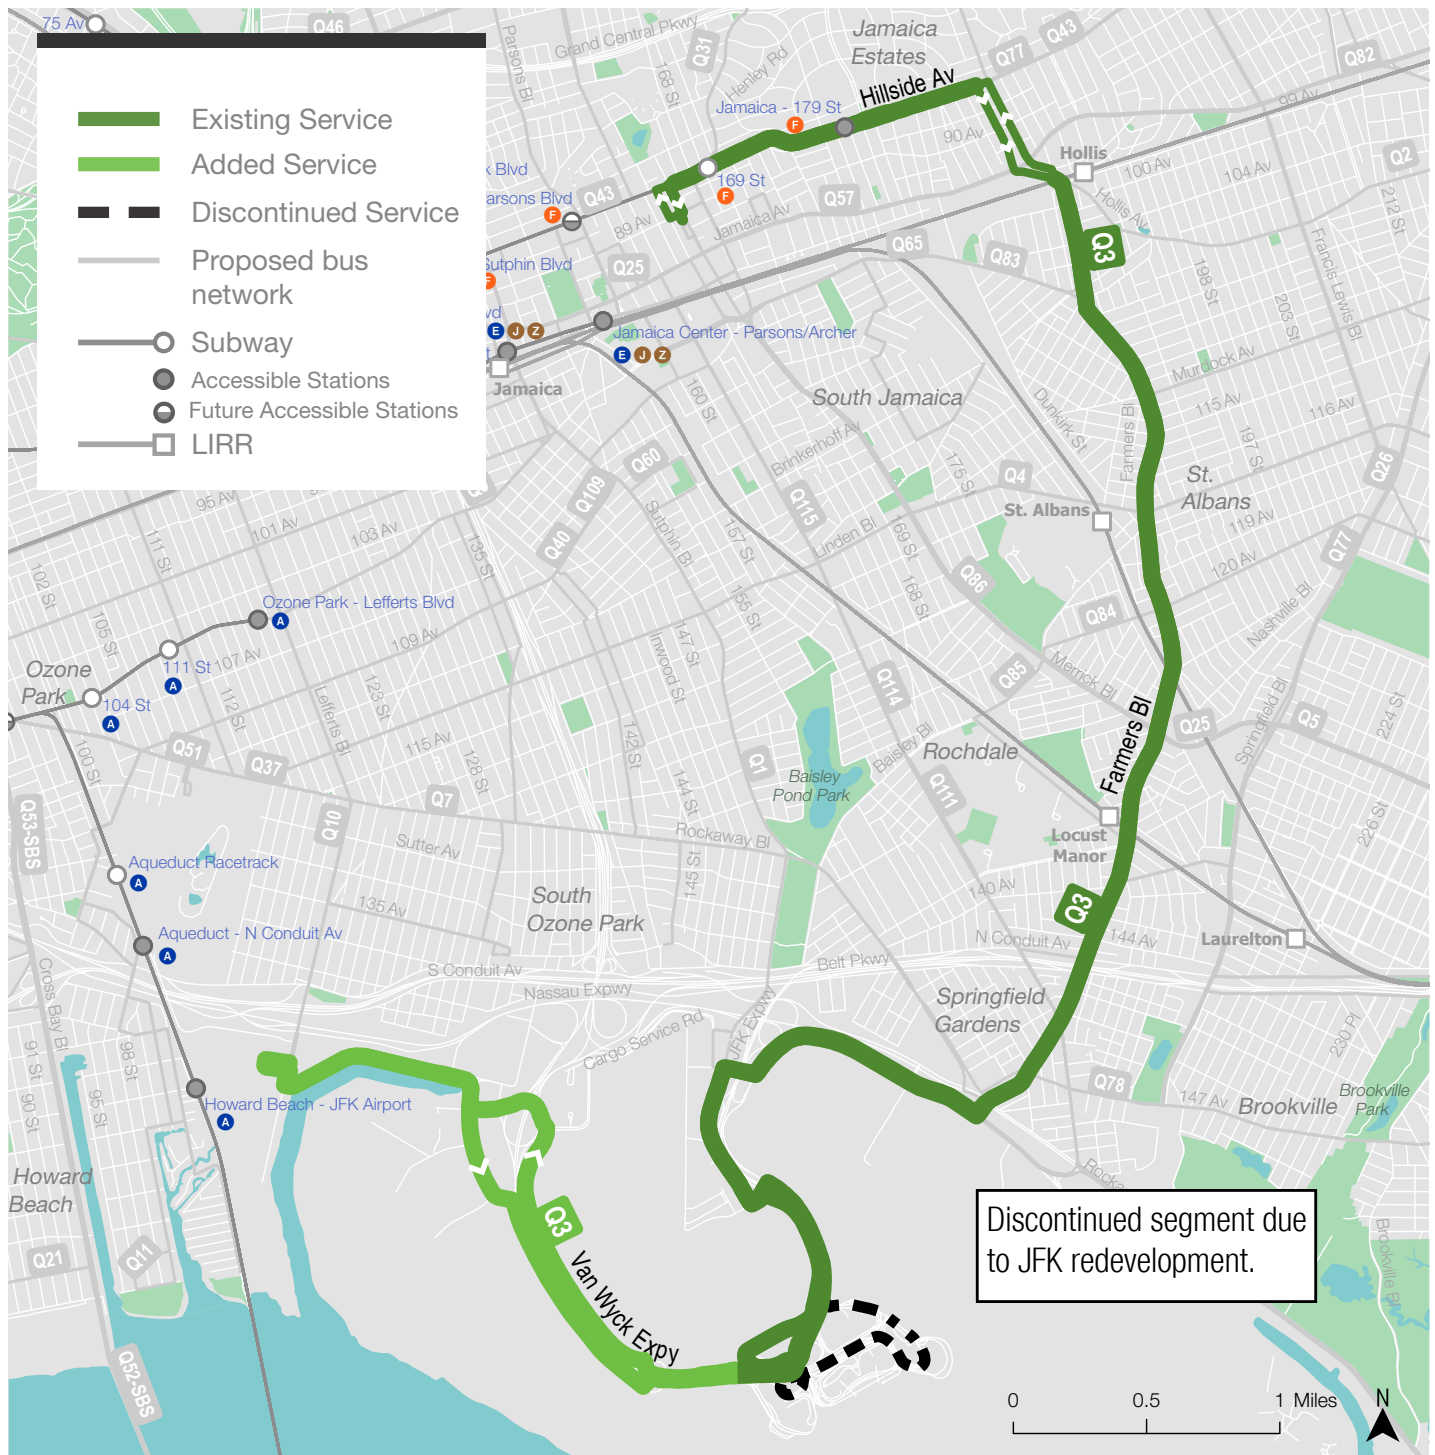 75 Av
Q46
Parsons Bl
Grand Central Pkwy
168 St
Q31
Henley Rd
Jamaica
Estates
Q77
Q43
Q82
99 Av
Existing Service
Added Service
Discontinued Service
Proposed bus
network
Subway
Accessible Stations
Future Accessible Stations
LIRR
Hillside Av
Jamaica - 179 St
F
90 Av
Hollis
100 Av
104 Av
Q2
k Blvd
169 St
F
arsons Blvd
F
Q43
89 Av
Jamaica Av
Q57
Hollis Av
212 St
Q3
Q65
Q83
198 St
Francis Lewis Bl
Sutphin Blvd
F
Q25
203 St
vd
E J Z
Jamaica Center - Parsons/Archer
E J Z
t
Jamaica
160 St
South Jamaica
Murdock Av
Dunkirk St
Farmers Bl
115 Av
116 Av
197 St
Brinkerhoff Av
Q60
175 St
Q4
St.
Albans
Q26
95 Av
Q109
Q115
Sutphin Bl
157 St
Linden Bl
169 St
St. Albans
119 Av
111 St
101 Av
103 Av
Q40
135 St
Q77
120 Av
102 St
Q86
168 St
155 St
Ozone Park - Lefferts Blvd
A
Q84
Nashville Bl
105 St
109 Av
Inwood St
147 St
107 Av
111 St
A
Ozone
Park
104 St
A
112 St
Lefferts Bl
123 St
Q114
Q85
Merrick Bl
Springfield Bl
224 St
Q5
Q25
Farmers Bl
142 St
Baisley Bl
Rochdale
100 St
Q51
Q37
115 Av
128 St
Q1
144 St
Baisley
Pond Park
Q7
Q111
226 St
Q53-SBS
Q10
Sutter Av
Rockaway Bl
Locust
Manor
Aqueduct Racetrack
A
145 St
140 Av
135 Av
South
Ozone Park
Q3
Aqueduct - N Conduit Av
A
N Conduit Av
144 Av
Laurelton
S Conduit Av
Belt Pkwy
Nassau Expwy
Cross Bay Bl
Springfield
Gardens
Cargo Service Rd
JFK Expwy
230 Pl
91 St
98 St
Q78
147 Av
Brookville
Brookville
Park
90 St
95 St
Howard Beach - JFK Airport
A
Howard
Beach
Rocka
Q3
Discontinued segment due
to JFK redevelopment.
Q21
Q11
Van Wyck Expy
Q52-SBS
0
0.5
1 Miles
N